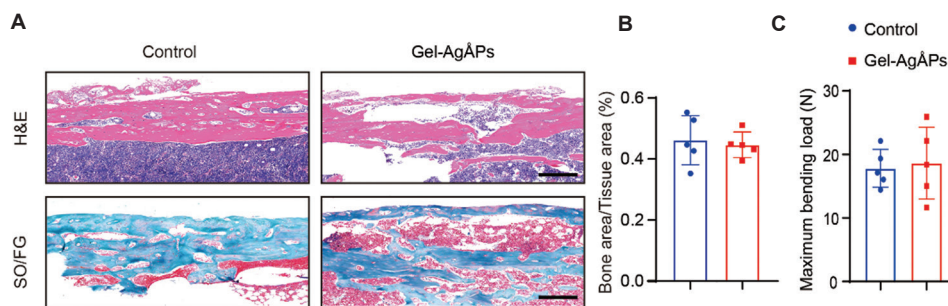 A
Control
Gel-AgÅPs
H&E
SO/FG
B
Bone area/Tissue area (%)
0.6
0.4
0.2
0.0
C
Control
Gel-AgÅPs
Maximum bending load (N)
30
20
10
0